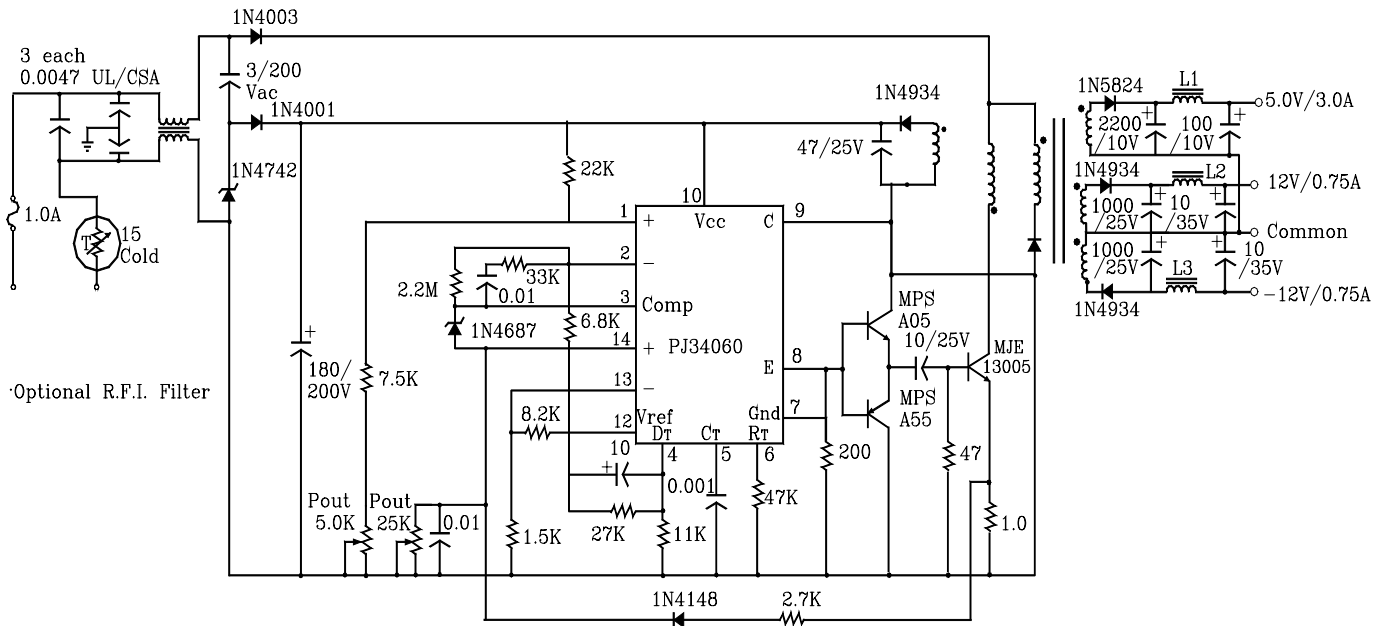 1N4003
3 each
0.0047 UL/CSA
3/200
Vac
1N4001
1N4742
1.0A
T
15
Cold
·Optional R.F.I. Filter
180/
200V
+
22K
7.5K
2.2M
33K
0.01
1N4687
6.8K
8.2K
10
+
27K
11K
1.5K
Pout
5.0K
Pout
25K
0.01
0.001
47K
1
2
3
14
13
12
4
5
6
7
8
9
10
+
−
Comp
+
−
Vref
DT
CT
RT
Gnd
E
C
Vcc
PJ34060
47/25V
1N4934
MPS
A05
10/25V
MPS
A55
MJE
13005
200
47
1.0
1N4148
2.7K
1N5824
L1
5.0V/3.0A
2200
/10V
+
100
/10V
+
1N4934
L2
12V/0.75A
1000
/25V
+
10
/35V
+
Common
1000
/25V
+
10
/35V
+
L3
-12V/0.75A
1N4934